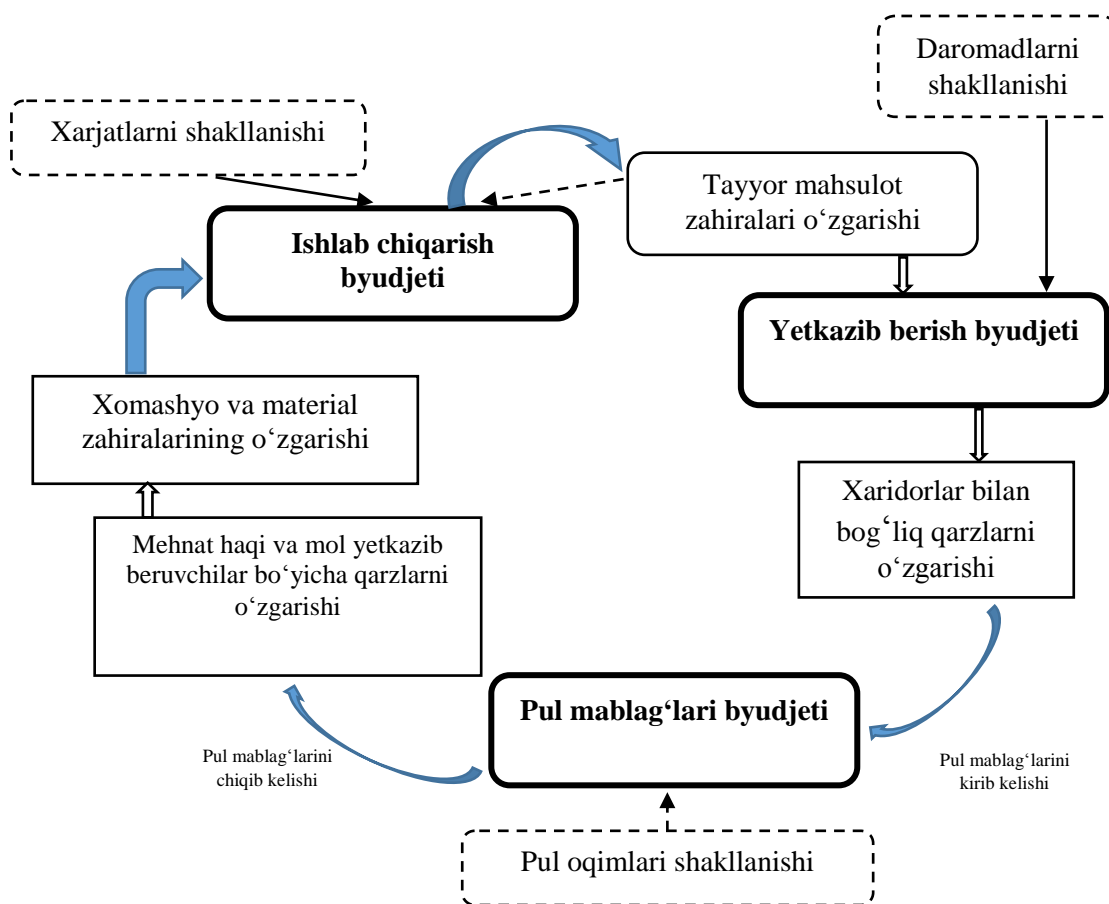 Daromadlarni
shakllanishi
Xarjatlarni shakllanishi
Tayyor mahsulot
zahiralari o‘zgarishi
Ishlab chiqarish
byudjeti
Yetkazib berish byudjeti
Xomashyo va material
zahiralarining o‘zgarishi
Xaridorlar bilan
bog‘liq qarzlarni
o‘zgarishi
Mehnat haqi va mol yetkazib
beruvchilar bo‘yicha qarzlarni
o‘zgarishi
Pul mablag‘lari byudjeti
Pul mablag‘larini
chiqib kelishi
Pul mablag‘larini
kirib kelishi
Pul oqimlari shakllanishi